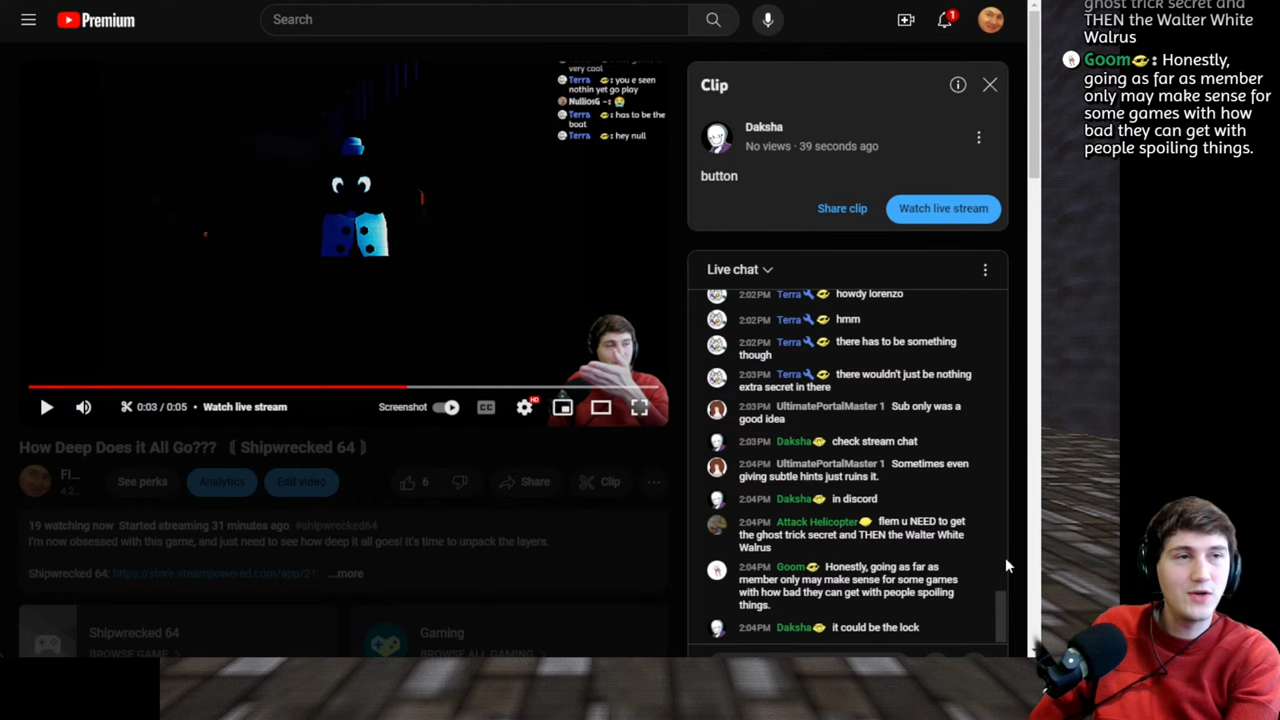 Premium
Search
1
very cool
Terra : you e seen
nothin yet go play
NulliosG ~: 😭
Terra : has to be the
boat
Terra : hey null
0:03 / 0:05 • Watch live stream
Screenshot
CC
HD
How Deep Does it All Go??? 〘 Shipwrecked 64 〙
Fl...
4.2...
See perks
Analytics
Edit video
6
Share
Clip
...
19 watching now Started streaming 31 minutes ago #shipwrecked64
I'm now obsessed with this game, and just need to see how deep it all goes! It's time to unpack the layers.
Shipwrecked 64: https://store.steampowered.com/app/21
...more
Shipwrecked 64
BROWSE GAME
Gaming
BROWSE ALL GAMING
Clip
Daksha
No views · 39 seconds ago
button
Share clip
Watch live stream
Live chat
2:02PM Terra howdy lorenzo
2:02PM Terra hmm
2:02PM Terra there has to be something
though
2:03PM Terra there wouldn't just be nothing
extra secret in there
2:03PM UltimatePortalMaster 1 Sub only was a
good idea
2:03PM Daksha check stream chat
2:04PM UltimatePortalMaster 1 Sometimes even
giving subtle hints just ruins it.
2:04PM Daksha in discord
2:04PM Attack Helicopter flem u NEED to get
the ghost trick secret and THEN the Walter White
Walrus
2:04PM Goom Honestly, going as far as
member only may make sense for some games
with how bad they can get with people spoiling
things.
2:04PM Daksha it could be the lock
ghost trick secret and
THEN the Walter White
Walrus
Goom : Honestly,
going as far as member
only may make sense for
some games with how
bad they can get with
people spoiling things.